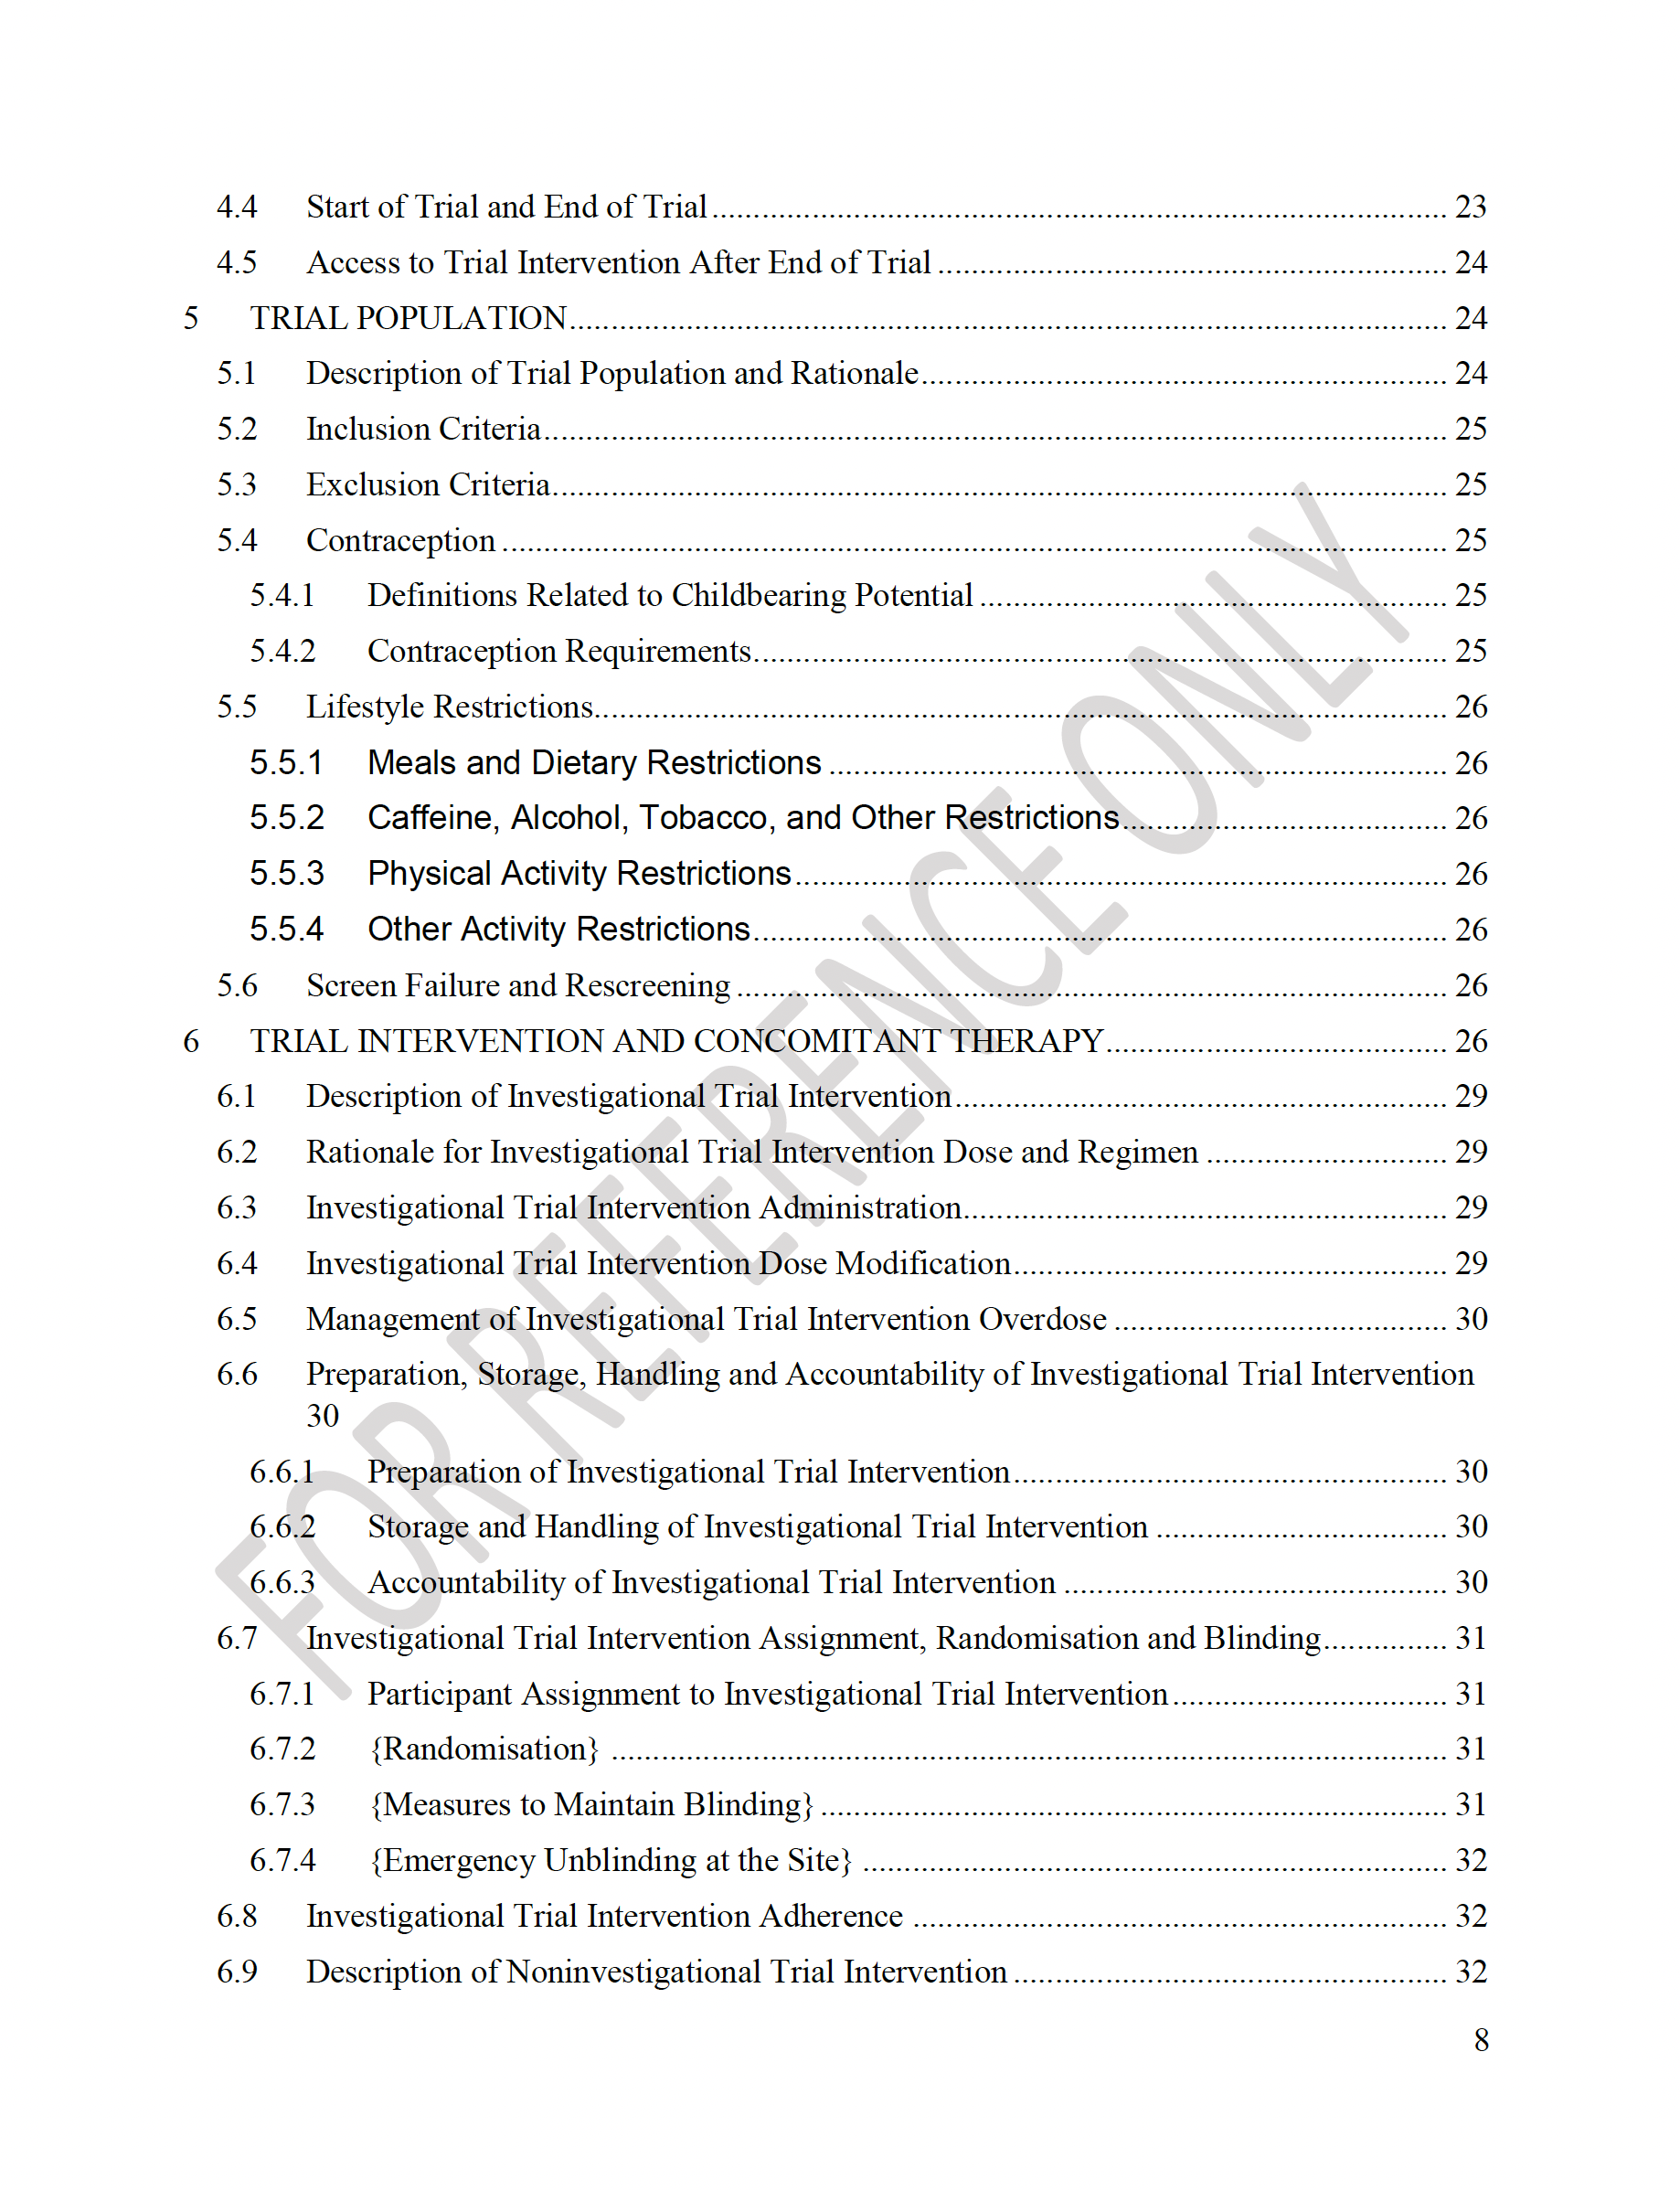 4.4 Start of Trial and End of Trial ........ 23
4.5 Access to Trial Intervention After End of Trial ........ 24
5 TRIAL POPULATION ........ 24
5.1 Description of Trial Population and Rationale ........ 24
5.2 Inclusion Criteria ........ 25
5.3 Exclusion Criteria ........ 25
5.4 Contraception ........ 25
5.4.1 Definitions Related to Childbearing Potential ........ 25
5.4.2 Contraception Requirements ........ 25
5.5 Lifestyle Restrictions ........ 26
5.5.1 Meals and Dietary Restrictions ........ 26
5.5.2 Caffeine, Alcohol, Tobacco, and Other Restrictions ........ 26
5.5.3 Physical Activity Restrictions ........ 26
5.5.4 Other Activity Restrictions ........ 26
5.6 Screen Failure and Rescreening ........ 26
6 TRIAL INTERVENTION AND CONCOMITANT THERAPY ........ 26
6.1 Description of Investigational Trial Intervention ........ 29
6.2 Rationale for Investigational Trial Intervention Dose and Regimen ........ 29
6.3 Investigational Trial Intervention Administration ........ 29
6.4 Investigational Trial Intervention Dose Modification ........ 29
6.5 Management of Investigational Trial Intervention Overdose ........ 30
6.6 Preparation, Storage, Handling and Accountability of Investigational Trial Intervention
30
6.6.1 Preparation of Investigational Trial Intervention ........ 30
6.6.2 Storage and Handling of Investigational Trial Intervention ........ 30
6.6.3 Accountability of Investigational Trial Intervention ........ 30
6.7 Investigational Trial Intervention Assignment, Randomisation and Blinding ........ 31
6.7.1 Participant Assignment to Investigational Trial Intervention ........ 31
6.7.2 {Randomisation} ........ 31
6.7.3 {Measures to Maintain Blinding} ........ 31
6.7.4 {Emergency Unblinding at the Site} ........ 32
6.8 Investigational Trial Intervention Adherence ........ 32
6.9 Description of Noninvestigational Trial Intervention ........ 32
8
FOR REFERENCE ONLY